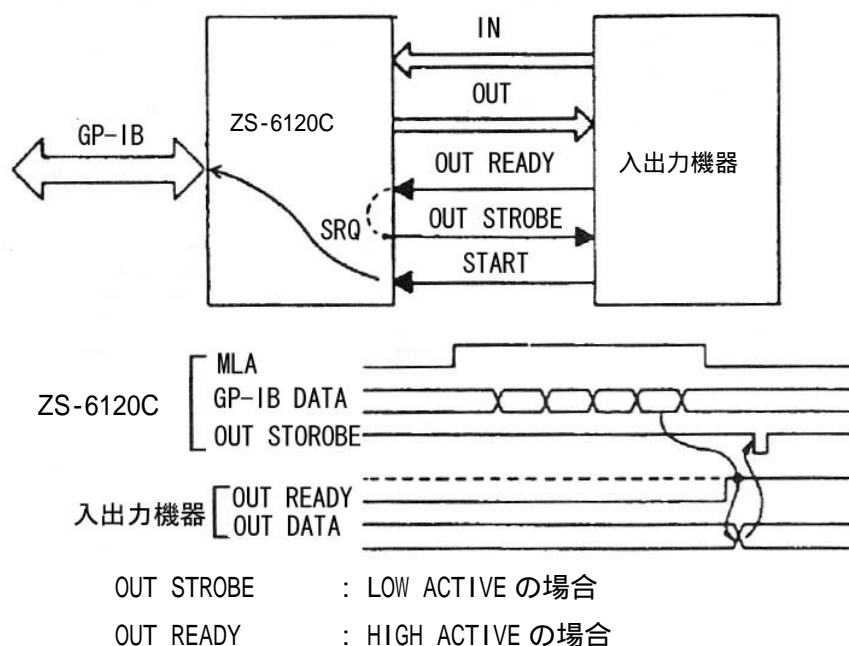 IN
OUT
GP-IB
ZS-6120C
OUT READY
入出力機器
SRQ
OUT STROBE
START
MLA
ZS-6120C
GP-IB DATA
OUT STOROBE
入出力機器
OUT READY
OUT DATA
OUT STROBE : LOW ACTIVE の場合
OUT READY : HIGH ACTIVE の場合